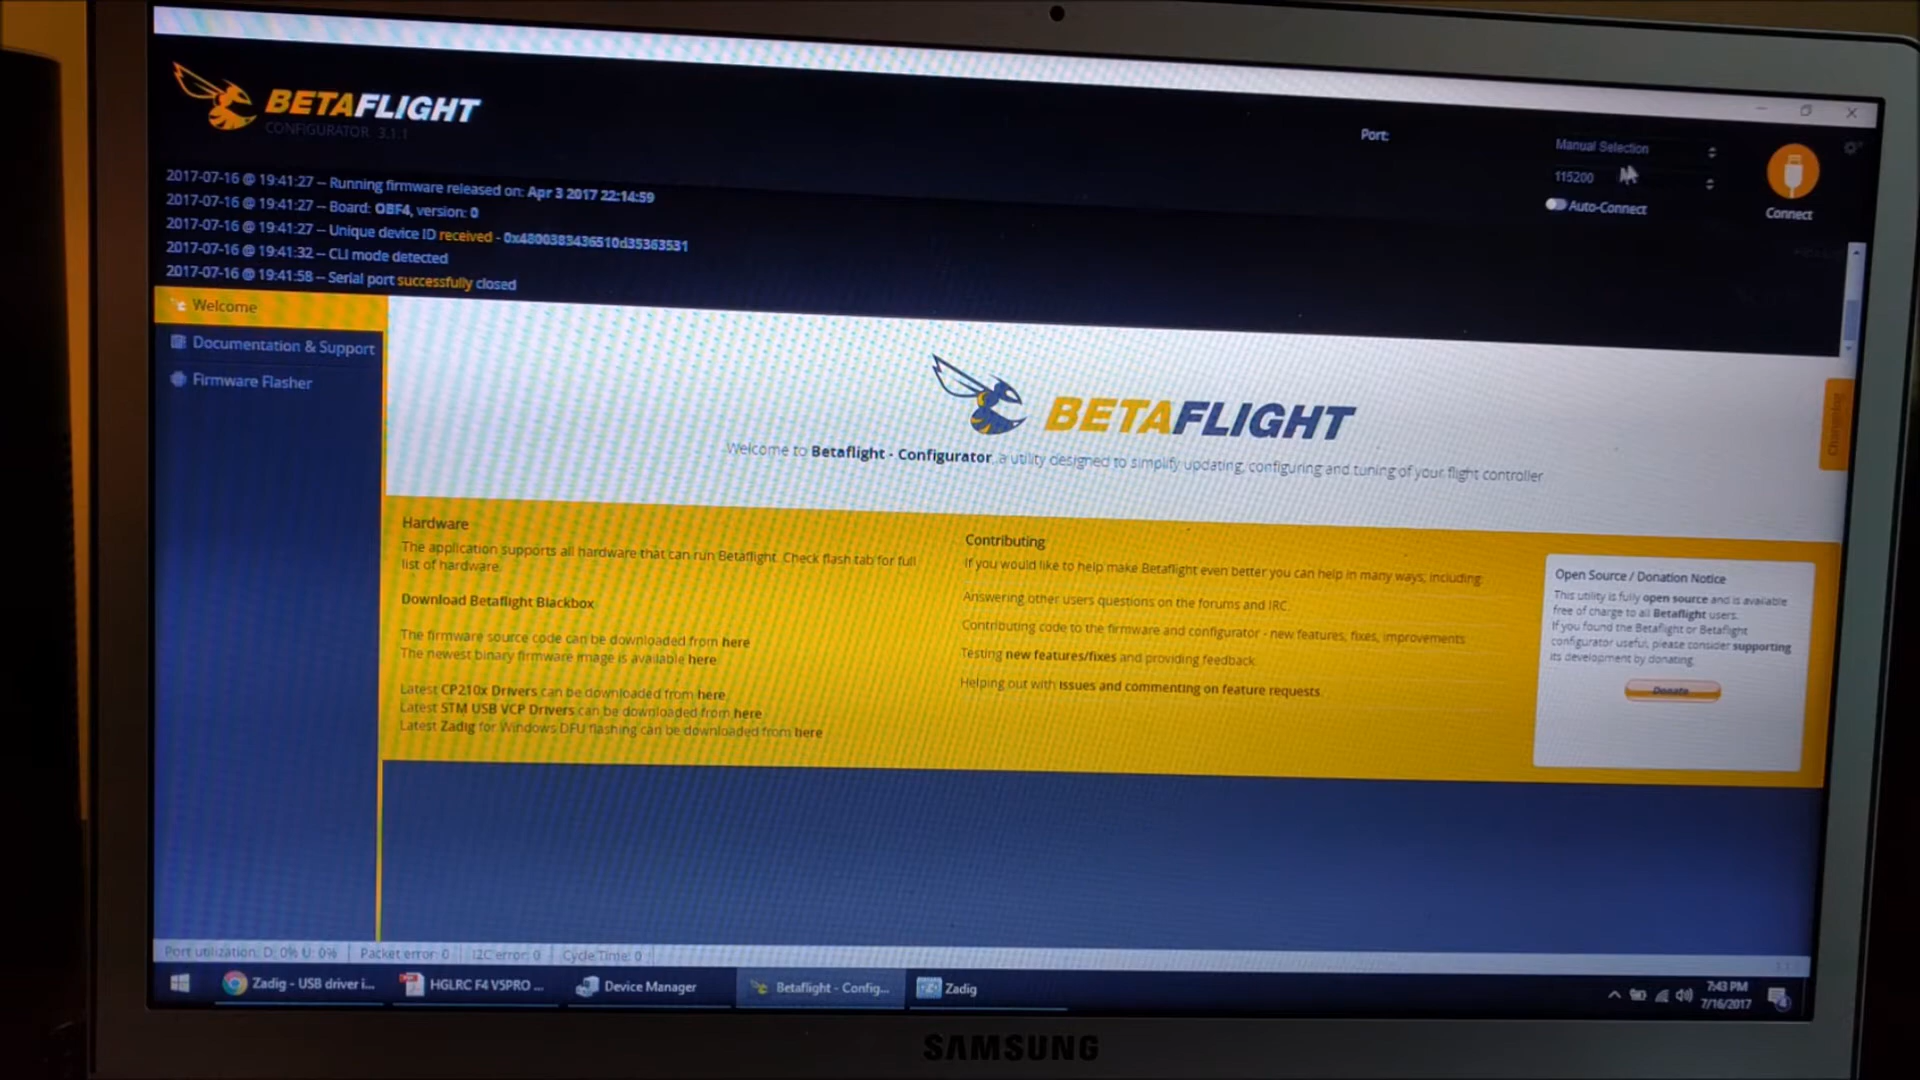 BETAFLIGHT
CONFIGURATOR 3.1.1
Port:
Manual Selection
115200
Auto-Connect
Connect
2017-07-16 @ 19:41:27 -- Running firmware released on: Apr 3 2017 22:14:59
2017-07-16 @ 19:41:27 -- Board: OBF4, version: 0
2017-07-16 @ 19:41:27 -- Unique device ID received - 0x4800383436510d35363531
2017-07-16 @ 19:41:32 -- CLI mode detected
2017-07-16 @ 19:41:58 -- Serial port successfully closed
Welcome
Documentation & Support
Firmware Flasher
BETAFLIGHT
Welcome to Betaflight - Configurator, a utility designed to simplify updating, configuring and tuning of your flight controller
Changelog
Hardware
The application supports all hardware that can run Betaflight. Check flash tab for full
list of hardware.
Download Betaflight Blackbox
The firmware source code can be downloaded from here
The newest binary firmware image is available here
Latest CP210x Drivers can be downloaded from here
Latest STM USB VCP Drivers can be downloaded from here
Latest Zadig for Windows DFU flashing can be downloaded from here
Contributing
If you would like to help make Betaflight even better you can help in many ways, including:
Answering other users questions on the forums and IRC.
Contributing code to the firmware and configurator - new features, fixes, improvements
Testing new features/fixes and providing feedback.
Helping out with issues and commenting on feature requests.
Open Source / Donation Notice
This utility is fully open source and is available
free of charge to all Betaflight users.
If you found the Betaflight or Betaflight
configurator useful, please consider supporting
its development by donating.
Donate
Port utilization: D: 0% U: 0%
Packet error: 0
I2C error: 0
Cycle Time: 0
Zadig - USB driver i...
HGLRC F4 V5PRO ...
Device Manager
Betaflight - Config...
Zadig
7:43 PM
7/16/2017
SAMSUNG